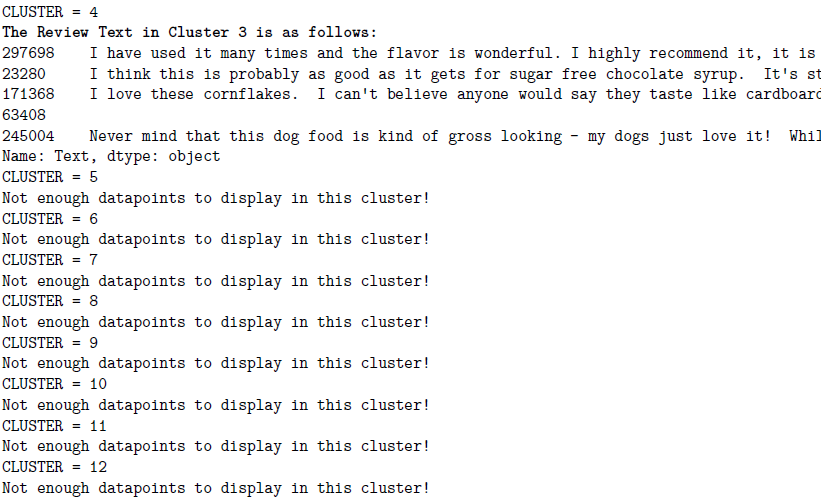 CLUSTER = 4
The Review Text in Cluster 3 is as follows:
297698 I have used it many times and the flavor is wonderful. I highly recommend it, it is
23280 I think this is probably as good as it gets for sugar free chocolate syrup. It's st
171368 I love these cornflakes. I can't believe anyone would say they taste like cardboard
63408
245004 Never mind that this dog food is kind of gross looking - my dogs just love it! Whil
Name: Text, dtype: object
CLUSTER = 5
Not enough datapoints to display in this cluster!
CLUSTER = 6
Not enough datapoints to display in this cluster!
CLUSTER = 7
Not enough datapoints to display in this cluster!
CLUSTER = 8
Not enough datapoints to display in this cluster!
CLUSTER = 9
Not enough datapoints to display in this cluster!
CLUSTER = 10
Not enough datapoints to display in this cluster!
CLUSTER = 11
Not enough datapoints to display in this cluster!
CLUSTER = 12
Not enough datapoints to display in this cluster!